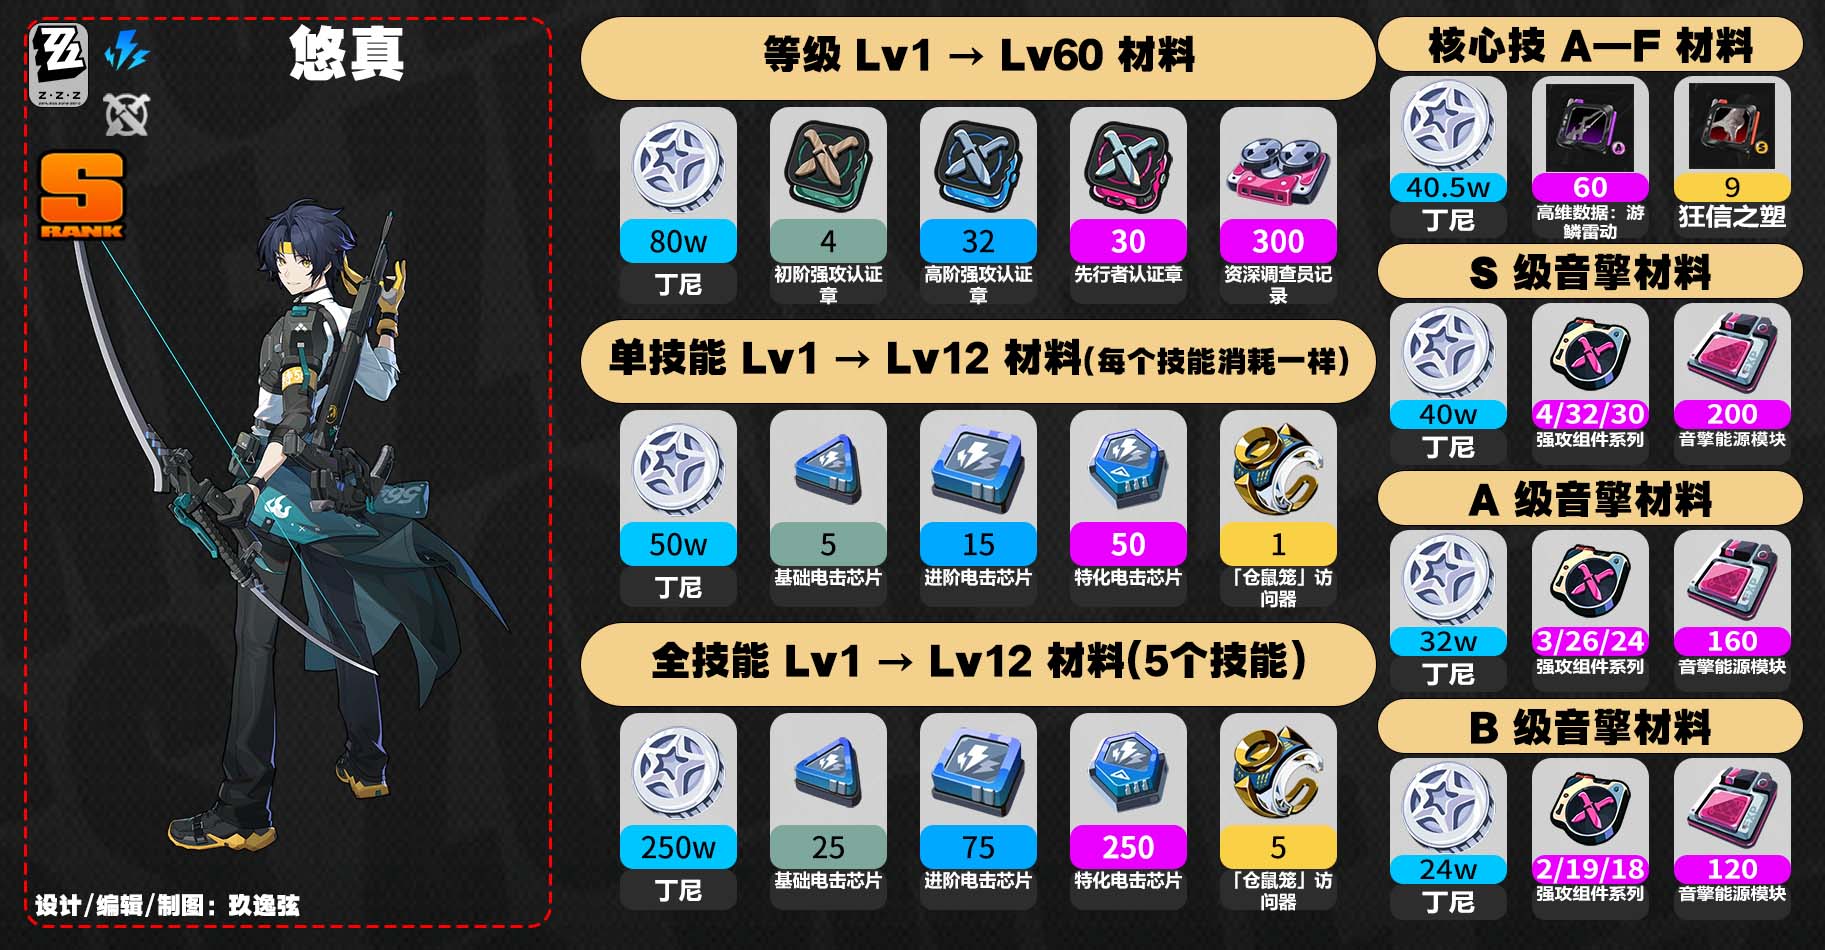 Z·Z·Z
悠真
S
RANK
设计/编辑/制图：玖逸弦
等级 Lv1 → Lv60 材料
80w
丁尼
4
初阶强攻认证
章
32
高阶强攻认证
章
30
先行者认证章
300
资深调查员记
录
单技能 Lv1 → Lv12 材料(每个技能消耗一样)
50w
丁尼
5
基础电击芯片
15
进阶电击芯片
50
特化电击芯片
1
「仓鼠笼」访
问器
全技能 Lv1 → Lv12 材料(5个技能)
250w
丁尼
25
基础电击芯片
75
进阶电击芯片
250
特化电击芯片
5
「仓鼠笼」访
问器
核心技 A—F 材料
40.5w
丁尼
60
高维数据：游
鳞雷动
9
狂信之塑
S 级音擎材料
40w
丁尼
4/32/30
强攻组件系列
200
音擎能源模块
A 级音擎材料
32w
丁尼
3/26/24
强攻组件系列
160
音擎能源模块
B 级音擎材料
24w
丁尼
2/19/18
强攻组件系列
120
音擎能源模块